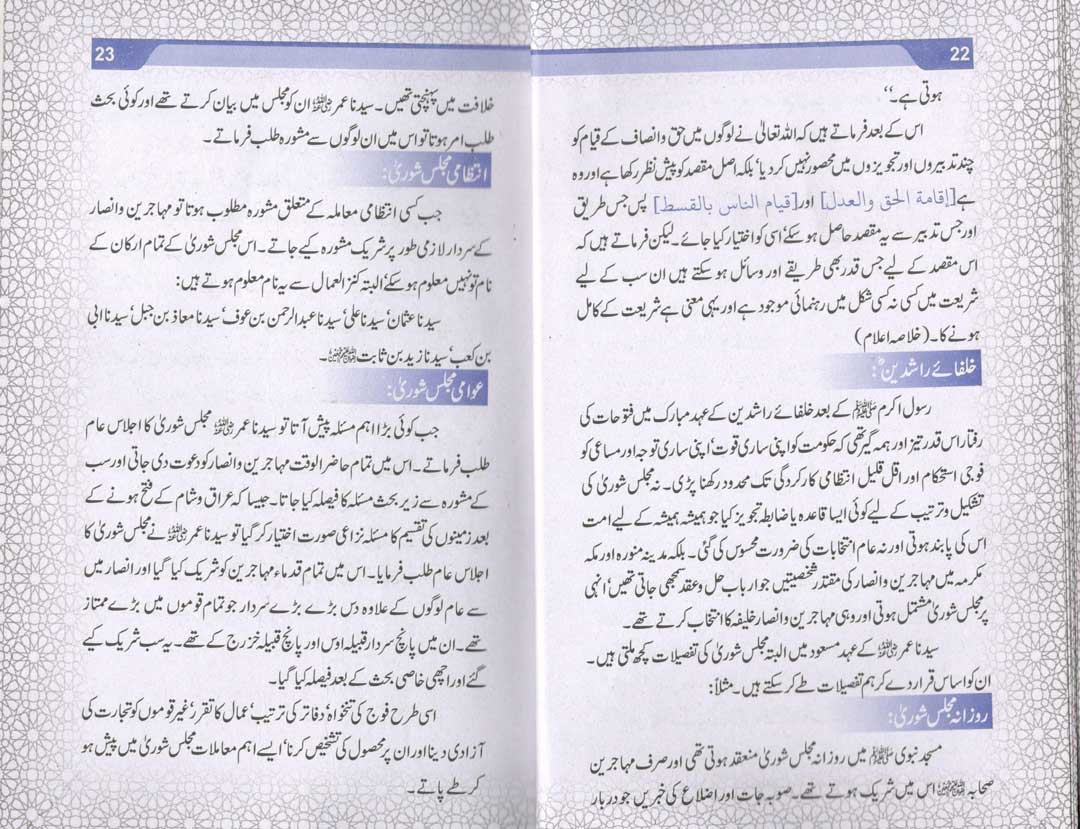 22
ہوتی ہے۔‘‘
اس کے بعد فرماتے ہیں کہ اللہ تعالیٰ نے لوگوں میں حق وانصاف کے قیام کو
چند تدبیروں اور تجویزوں میں محصور نہیں کر دیا‘ بلکہ اصل مقصد کو پیش نظر رکھا ہے اور وہ
ہے [إقامة الحق والعدل] اور [قيام الناس بالقسط] پس جس طریق
اور جس تدبیر سے یہ مقصد حاصل ہو سکے‘ اسی کو اختیار کیا جائے۔ لیکن فرماتے ہیں کہ
اس مقصد کے لیے جس قدر بھی طریقے اور وسائل ہو سکتے ہیں ان سب کے لیے
شریعت میں کسی نہ کسی شکل میں رہنمائی موجود ہے اور یہی معنی ہے شریعت کے کامل
ہونے کا۔ (خلاصہ اعلام)
خلفائے راشدینؓ:
رسول اکرم ﷺ کے بعد خلفائے راشدین کے عہد مبارک میں فتوحات کی
رفتار اس قدر تیز اور ہمہ گیر تھی کہ حکومت کو اپنی ساری قوت‘ اپنی ساری توجہ اور مساعی کو
فوجی استحکام اور اقل قلیل انتظامی کارکردگی تک محدود رکھنا پڑی۔ نہ مجلس شوریٰ کی
تشکیل وترتیب کے لیے کوئی ایسا قاعدہ یا ضابطہ تجویز کیا جو ہمیشہ ہمیشہ کے لیے امت
اس کی پابند ہوتی اور نہ عام انتخابات کی ضرورت محسوس کی گئی۔ بلکہ مدینہ منورہ اور مکہ
مکرمہ میں مہاجرین وانصار کی مقتدر شخصیتیں جو ارباب حل وعقد سمجھی جاتی تھیں‘ انہی
پر مجلس شوریٰ مشتمل ہوتی اور وہی مہاجرین وانصار خلیفہ کا انتخاب کرتے تھے۔
سیدنا عمر رضی اللہ عنہ کے عہد مسعود میں البتہ مجلس شوریٰ کی تفصیلات کچھ ملتی ہیں۔
ان کو اساس قرار دے کر ہم تفصیلات طے کر سکتے ہیں۔ مثلاً:
روزانہ مجلس شوریٰ:
مسجد نبوی ﷺ میں روزانہ مجلس شوریٰ منعقد ہوتی تھی اور صرف مہاجرین
صحابہ رضی اللہ عنہم اس میں شریک ہوتے تھے۔ صوبہ جات اور اضلاع کی خبریں جو دربار
23
خلافت میں پہنچتی تھیں۔ سیدنا عمر رضی اللہ عنہ ان کو مجلس میں بیان کرتے تھے اور کوئی بحث
طلب امر ہوتا تو اس میں ان لوگوں سے مشورہ طلب فرماتے۔
انتظامی مجلس شوریٰ:
جب کسی انتظامی معاملہ کے متعلق مشورہ مطلوب ہوتا تو مہاجرین وانصار
کے سردار لازمی طور پر شریک مشورہ کیے جاتے۔ اس مجلس شوریٰ کے تمام ارکان کے
نام تو نہیں معلوم ہو سکے‘ البتہ کنز العمال سے یہ نام معلوم ہوتے ہیں:
سیدنا عثمان‘ سیدنا علی‘ سیدنا عبدالرحمن بن عوف‘ سیدنا معاذ بن جبل‘ سیدنا ابی
بن کعب‘ سیدنا زید بن ثابت رضی اللہ عنہم۔
عوامی مجلس شوریٰ:
جب کوئی بڑا اہم مسئلہ پیش آتا تو سیدنا عمر رضی اللہ عنہ مجلس شوریٰ کا اجلاس عام
طلب فرماتے۔ اس میں تمام حاضر الوقت مہاجرین وانصار کو دعوت دی جاتی اور سب
کے مشورہ سے زیر بحث مسئلہ کا فیصلہ کیا جاتا۔ جیسا کہ عراق وشام کے فتح ہونے کے
بعد زمینوں کی تقسیم کا مسئلہ نزاعی صورت اختیار کر گیا تو سیدنا عمر رضی اللہ عنہ نے مجلس شوریٰ کا
اجلاس عام طلب فرمایا۔ اس میں تمام قدماء مہاجرین کو شریک کیا گیا اور انصار میں
سے عام لوگوں کے علاوہ دس بڑے بڑے سردار جو تمام قوموں میں بڑے ممتاز
تھے۔ ان میں پانچ سردار قبیلہ اوس اور پانچ قبیلہ خزرج کے تھے۔ یہ سب شریک کیے
گئے اور اچھی خاصی بحث کے بعد فیصلہ کیا گیا۔
اسی طرح فوج کی تنخواہ‘ دفاتر کی ترتیب‘ عمال کا تقرر‘ غیر قوموں کو تجارت کی
آزادی دینا اور ان پر محصول کی تشخیص کرنا‘ ایسے اہم معاملات مجلس شوریٰ میں پیش ہو
کر طے پاتے۔